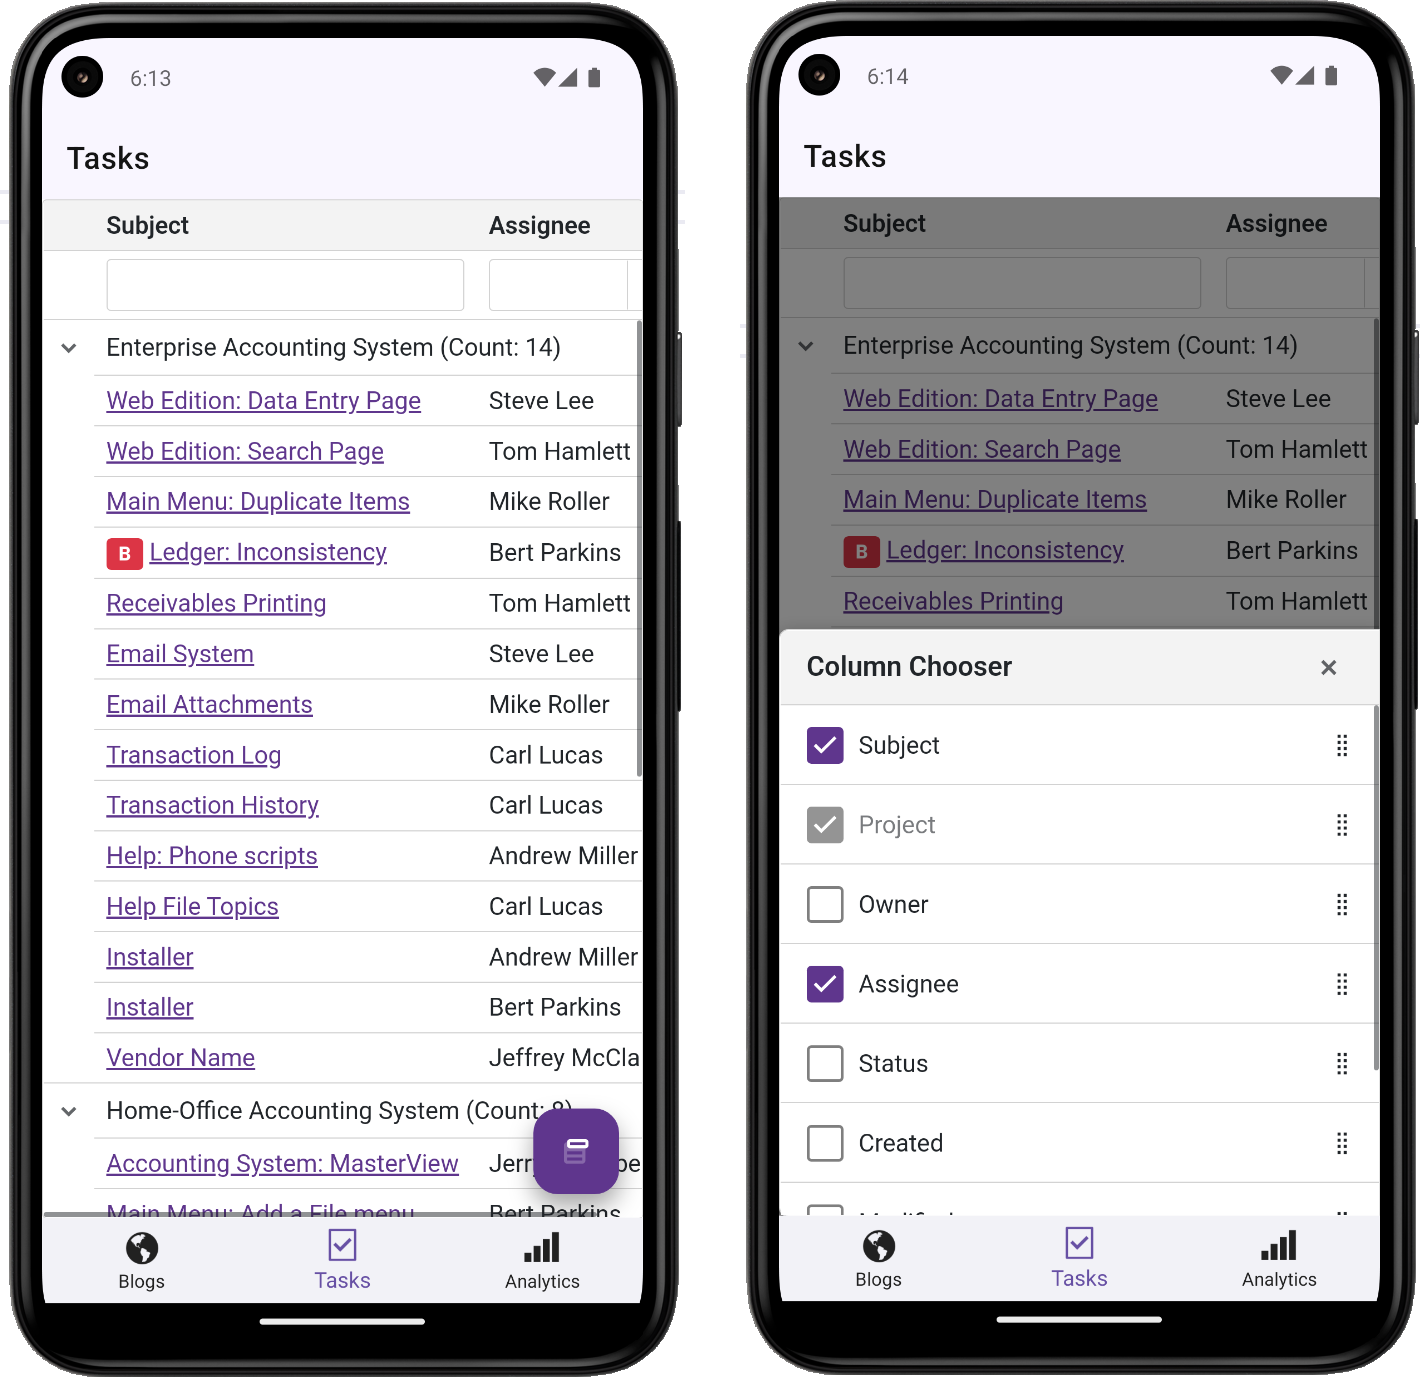 6:13
Tasks
Subject Assignee
Enterprise Accounting System (Count: 14)
Web Edition: Data Entry Page Steve Lee
Web Edition: Search Page Tom Hamlett
Main Menu: Duplicate Items Mike Roller
B Ledger: Inconsistency Bert Parkins
Receivables Printing Tom Hamlett
Email System Steve Lee
Email Attachments Mike Roller
Transaction Log Carl Lucas
Transaction History Carl Lucas
Help: Phone scripts Andrew Miller
Help File Topics Carl Lucas
Installer Andrew Miller
Installer Bert Parkins
Vendor Name Jeffrey McCla
Home-Office Accounting System (Count: 8)
Accounting System: MasterView
Main Menu: Add a File menu Bert Parkins
Blogs Tasks Analytics
6:14
Tasks
Subject Assignee
Enterprise Accounting System (Count: 14)
Web Edition: Data Entry Page Steve Lee
Web Edition: Search Page Tom Hamlett
Main Menu: Duplicate Items Mike Roller
B Ledger: Inconsistency Bert Parkins
Receivables Printing Tom Hamlett
Column Chooser
Subject
Project
Owner
Assignee
Status
Created
Blogs Tasks Analytics